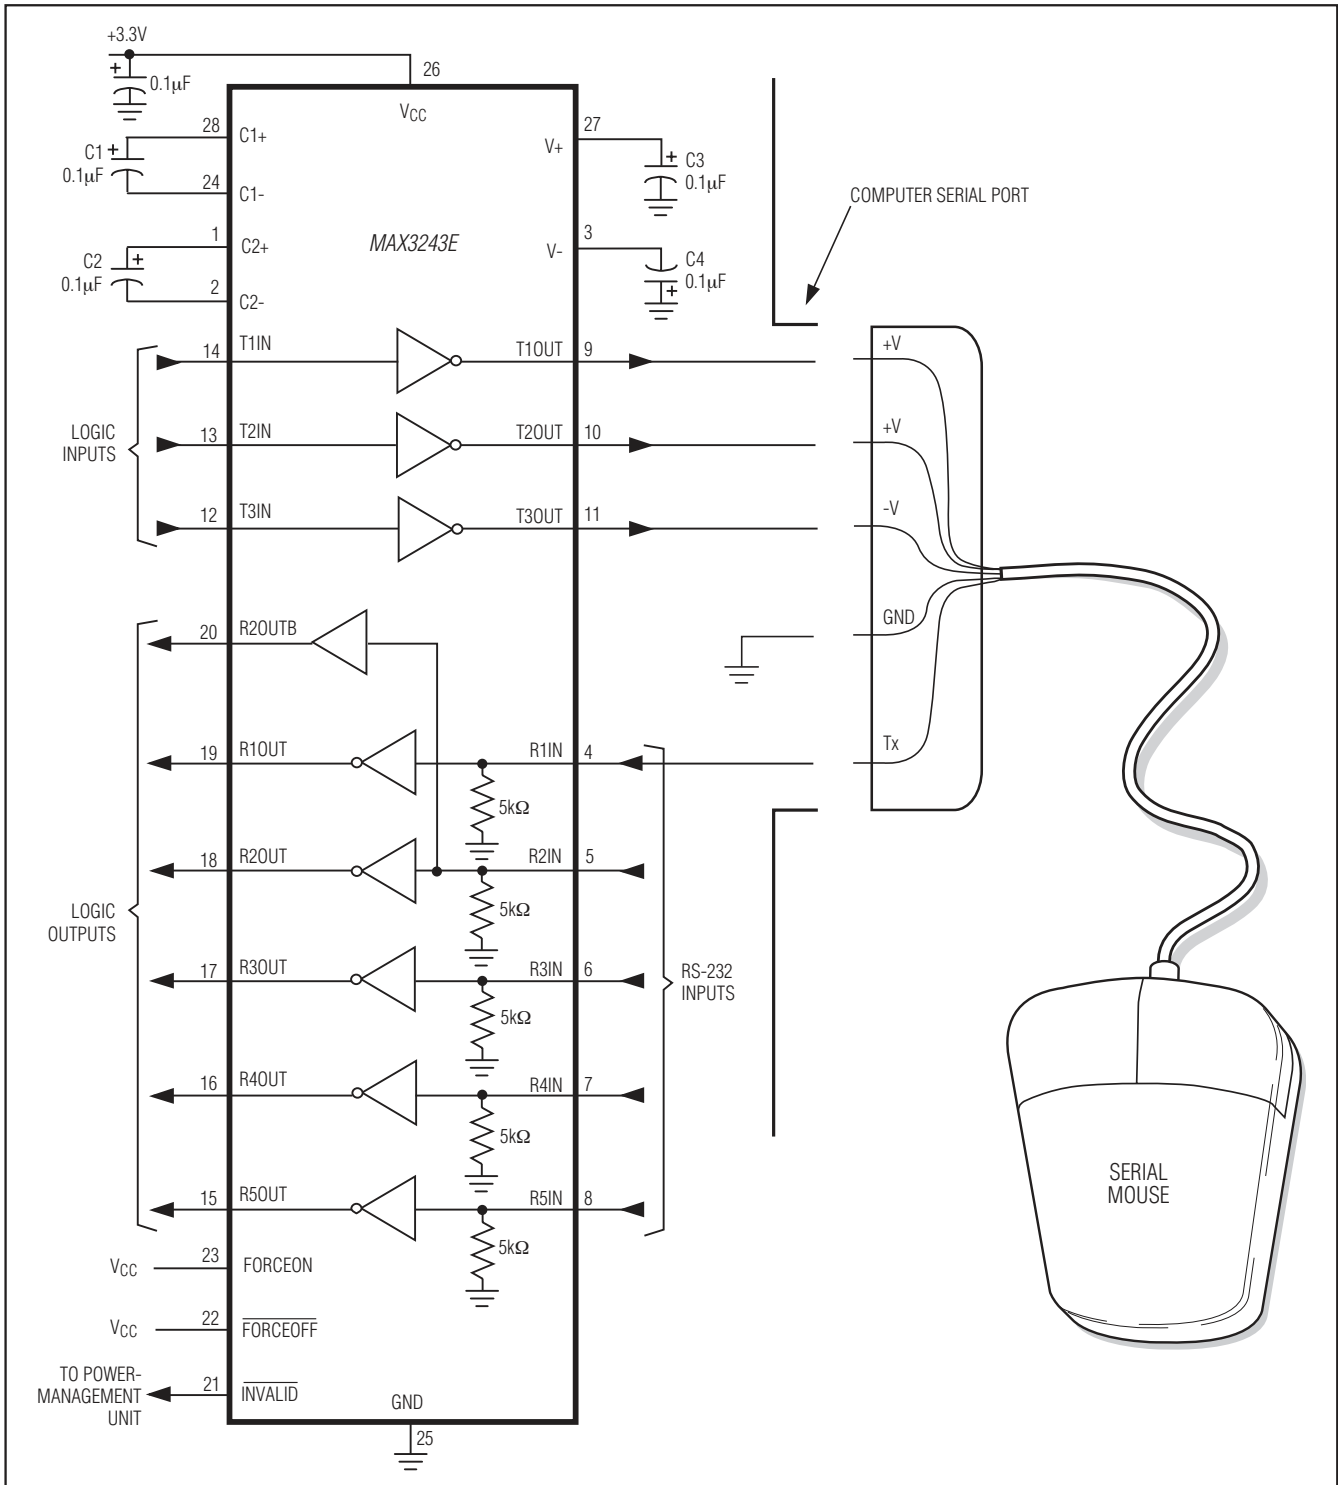 +3.3V
0.1µF
26
VCC
28
C1+
C1
+
0.1µF
24
C1-
27
V+
+
C3
0.1µF
COMPUTER SERIAL PORT
1
C2+
C2
+
0.1µF
2
C2-
MAX3243E
3
V-
C4
0.1µF
+
+
LOGIC
INPUTS
14
T1IN
T1OUT
9
13
T2IN
T2OUT
10
12
T3IN
T3OUT
11
+V
+V
-V
GND
Tx
LOGIC
OUTPUTS
20
R2OUTB
19
R1OUT
R1IN
4
5kΩ
18
R2OUT
R2IN
5
5kΩ
17
R3OUT
R3IN
6
5kΩ
16
R4OUT
R4IN
7
5kΩ
15
R5OUT
R5IN
8
5kΩ
RS-232
INPUTS
SERIAL
MOUSE
VCC
23
FORCEON
VCC
22
FORCEOFF
TO POWER-
MANAGEMENT
UNIT
21
INVALID
GND
25